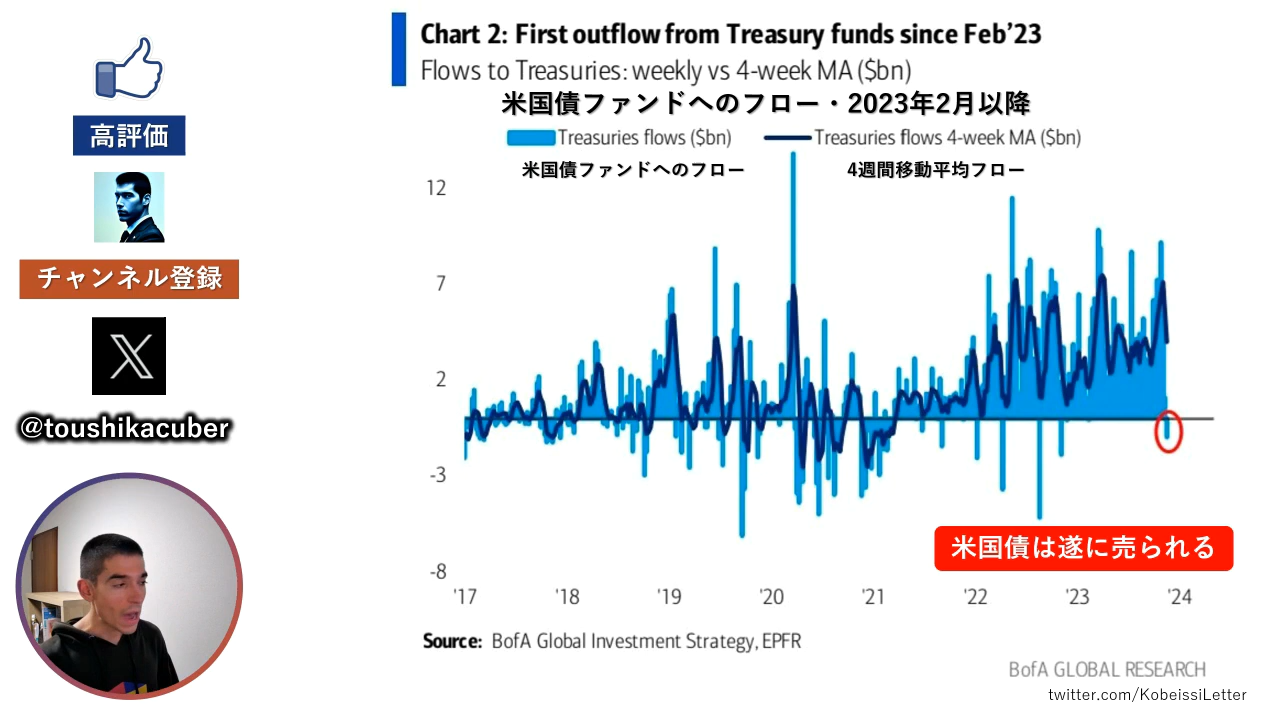 高評価
チャンネル登録
@toushikacuber
Chart 2: First outflow from Treasury funds since Feb'23
Flows to Treasuries: weekly vs 4-week MA ($bn)
米国債ファンドへのフロー・2023年2月以降
Treasuries flows ($bn)
Treasuries flows 4-week MA ($bn)
米国債ファンドへのフロー
4週間移動平均フロー
12
7
2
-3
-8
'17 '18 '19 '20 '21 '22 '23 '24
米国債は遂に売られる
Source: BofA Global Investment Strategy, EPFR
BofA GLOBAL RESEARCH
twitter.com/KobeissiLetter